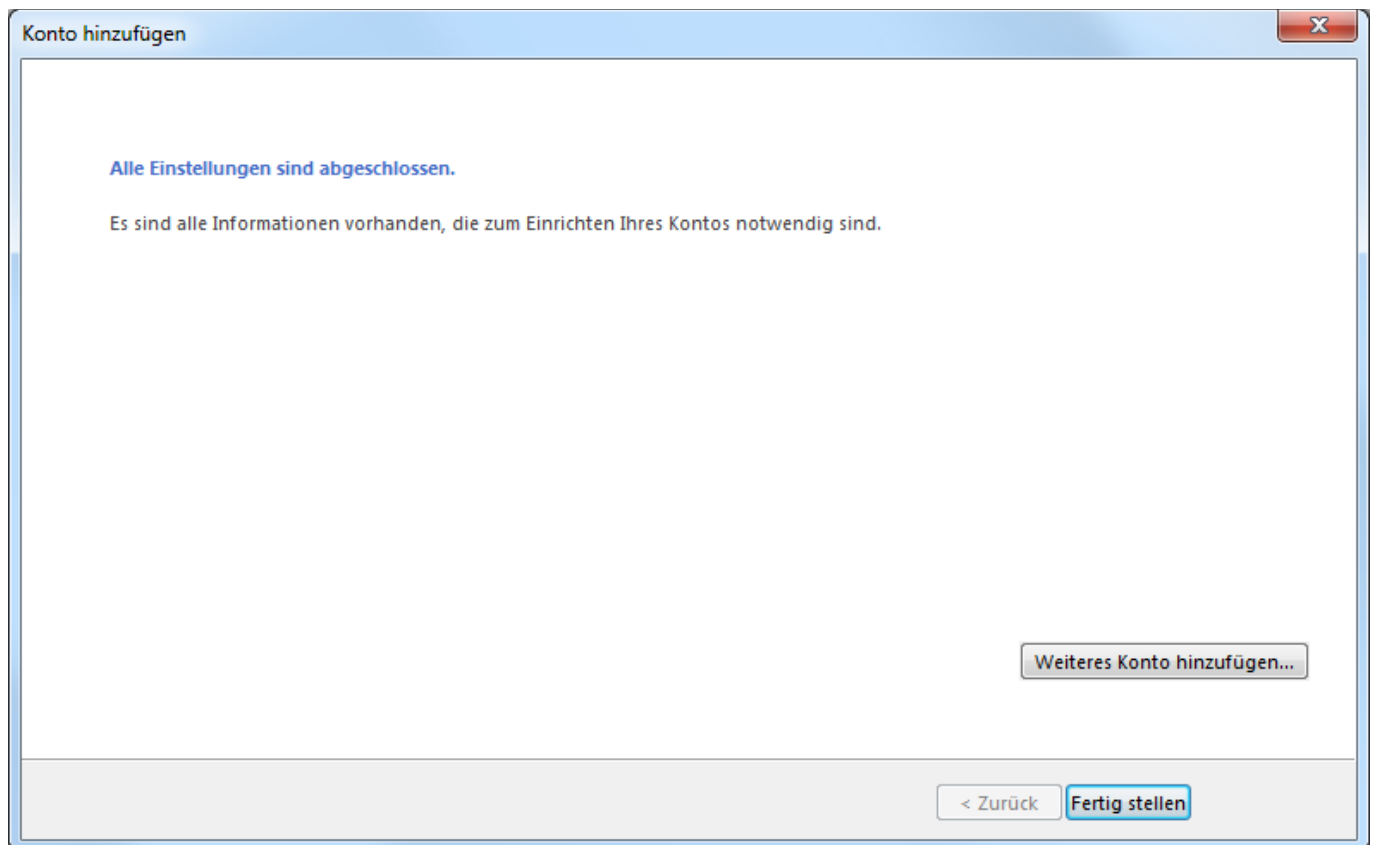 Konto hinzufügen
Alle Einstellungen sind abgeschlossen.
Es sind alle Informationen vorhanden, die zum Einrichten Ihres Kontos notwendig sind.
Weiteres Konto hinzufügen...
< Zurück Fertig stellen